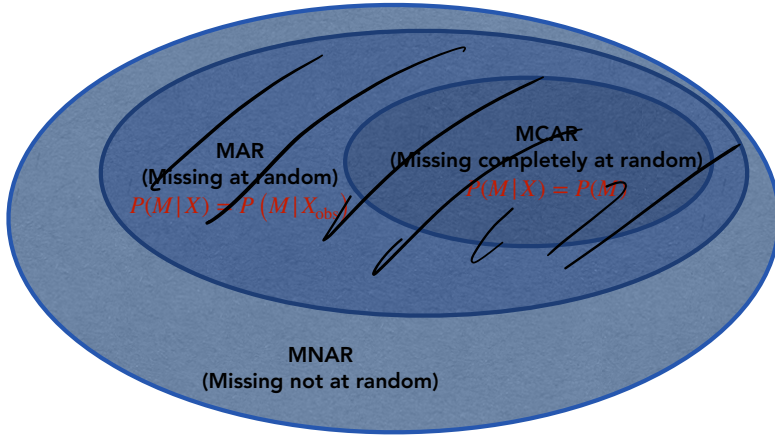 MAR
(Missing at random)
P(M|X) = P (M|X_obs)
MCAR
(Missing completely at random)
P(M|X) = P(M)
MNAR
(Missing not at random)